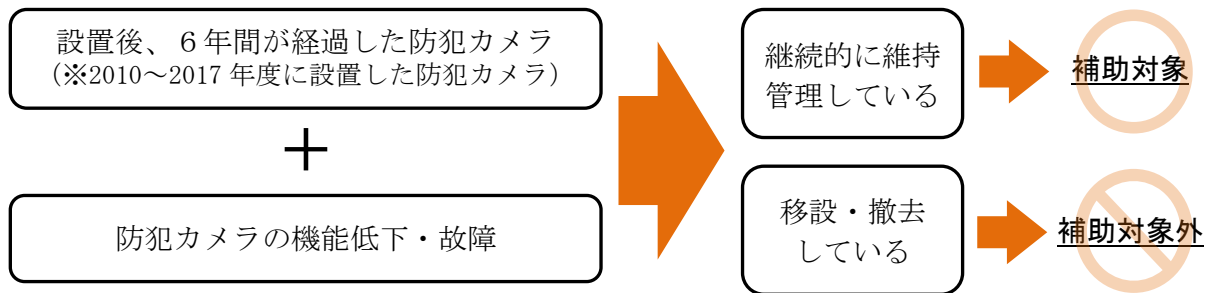 設置後、６年間が経過した防犯カメラ
（※2010～2017 年度に設置した防犯カメラ）
＋
防犯カメラの機能低下・故障
継続的に維持
管理している
補助対象
移設・撤去
している
補助対象外